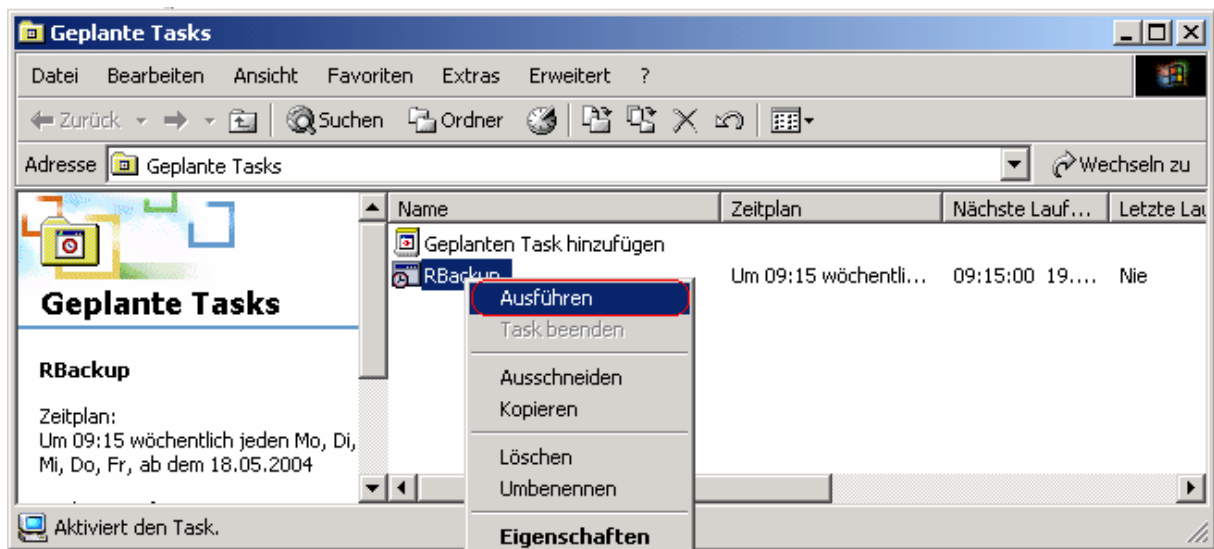 Geplante Tasks
Datei Bearbeiten Ansicht Favoriten Extras Erweitert ?
Zurück Suchen Ordner
Adresse Geplante Tasks Wechseln zu
Name Zeitplan Nächste Lauf... Letzte Lau
Geplanten Task hinzufügen
RBackup Um 09:15 wöchentli... 09:15:00 19.... Nie
Geplante Tasks
RBackup
Zeitplan:
Um 09:15 wöchentlich jeden Mo, Di,
Mi, Do, Fr, ab dem 18.05.2004
Ausführen
Task beenden
Ausschneiden
Kopieren
Löschen
Umbenennen
Eigenschaften
Aktiviert den Task.